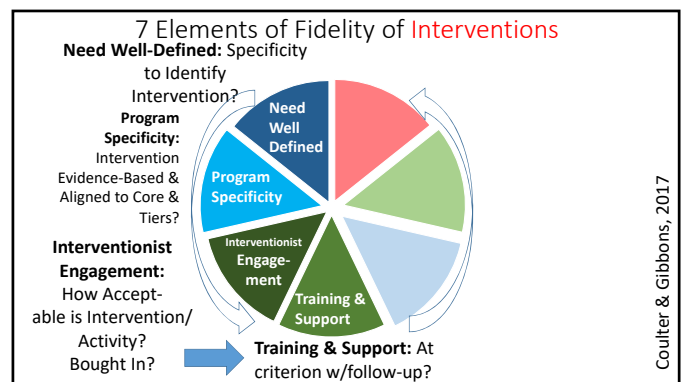 7 Elements of Fidelity of Interventions
Need Well-Defined: Specificity
to Identify
Intervention?
Program
Specificity:
Intervention
Evidence-Based &
Aligned to Core &
Tiers?
Interventionist
Engagement:
How Accept-
able is Intervention/
Activity?
Bought In?
Need
Well
Defined
Program
Specificity
Interventionist
Engage-
ment
Training &
Support
Training & Support: At
criterion w/follow-up?
Coulter & Gibbons, 2017